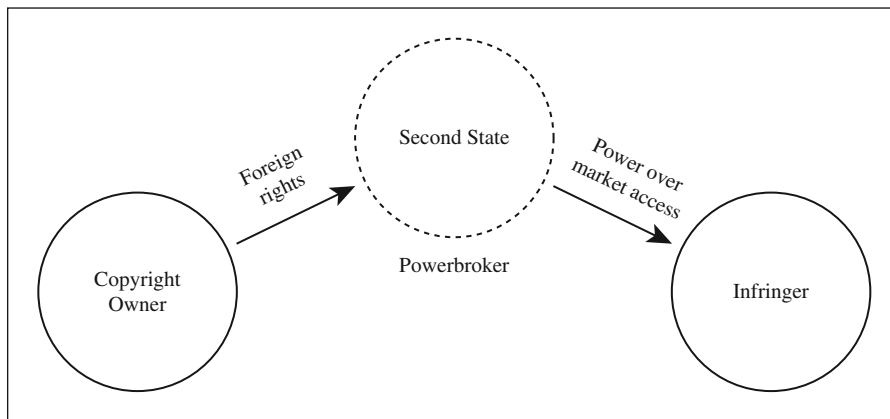 Second State
Foreign
rights
Power over
market access
Powerbroker
Copyright
Owner
Infringer